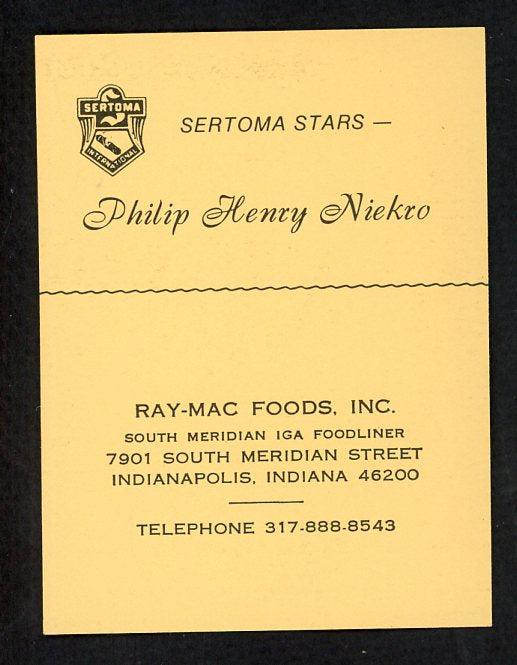 SERTOMA
INTERNATIONAL
SERTOMA STARS —
Philip Henry Niekro
RAY-MAC FOODS, INC.
SOUTH MERIDIAN IGA FOODLINER
7901 SOUTH MERIDIAN STREET
INDIANAPOLIS, INDIANA 46200
TELEPHONE 317-888-8543